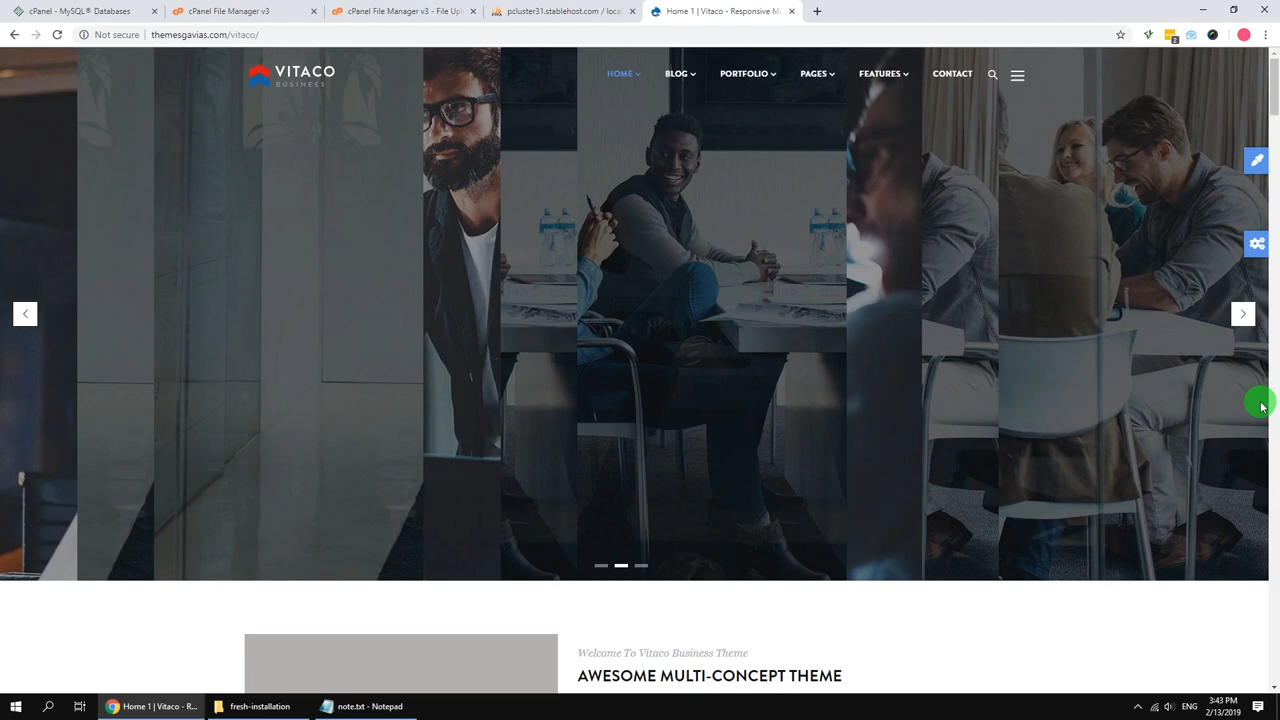 cPanel - MySQL® Databases
cPanel File Manager v3
cPanel File Manager v3 - File Upl
pcluster31.stablehost.com / local
Home 1 | Vitaco - Responsive Mu
Not secure | themesgavias.com/vitaco/
2
VITACO
BUSINESS
HOME
BLOG
PORTFOLIO
PAGES
FEATURES
CONTACT
Welcome To Vitaco Business Theme
AWESOME MULTI-CONCEPT THEME
Home 1 | Vitaco - R...
fresh-installation
note.txt - Notepad
ENG
3:43 PM
2/13/2019